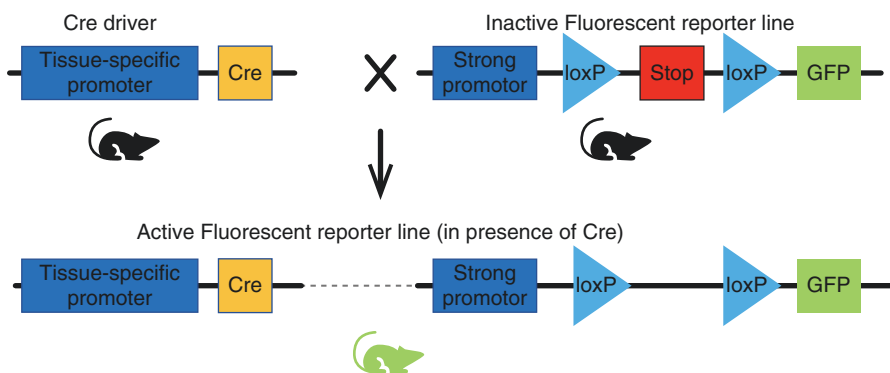 Cre driver
Inactive Fluorescent reporter line
Tissue-specific
promoter
Cre
Strong
promotor
loxP
Stop
loxP
GFP
Active Fluorescent reporter line (in presence of Cre)
Tissue-specific
promoter
Cre
Strong
promotor
loxP
loxP
GFP